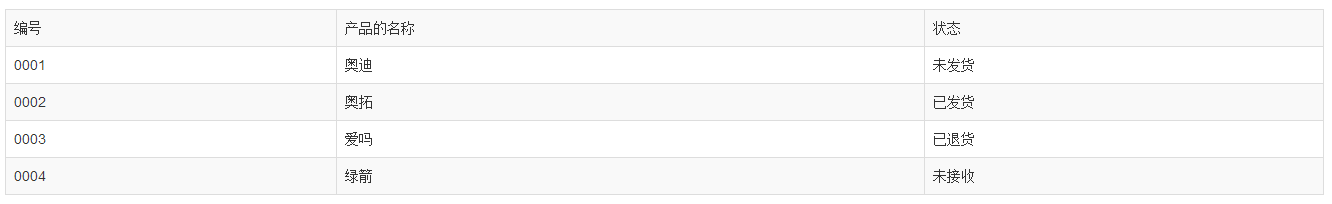 编号 产品的名称 状态
0001 奥迪 未发货
0002 奥拓 已发货
0003 爱吗 已退货
0004 绿箭 未接收